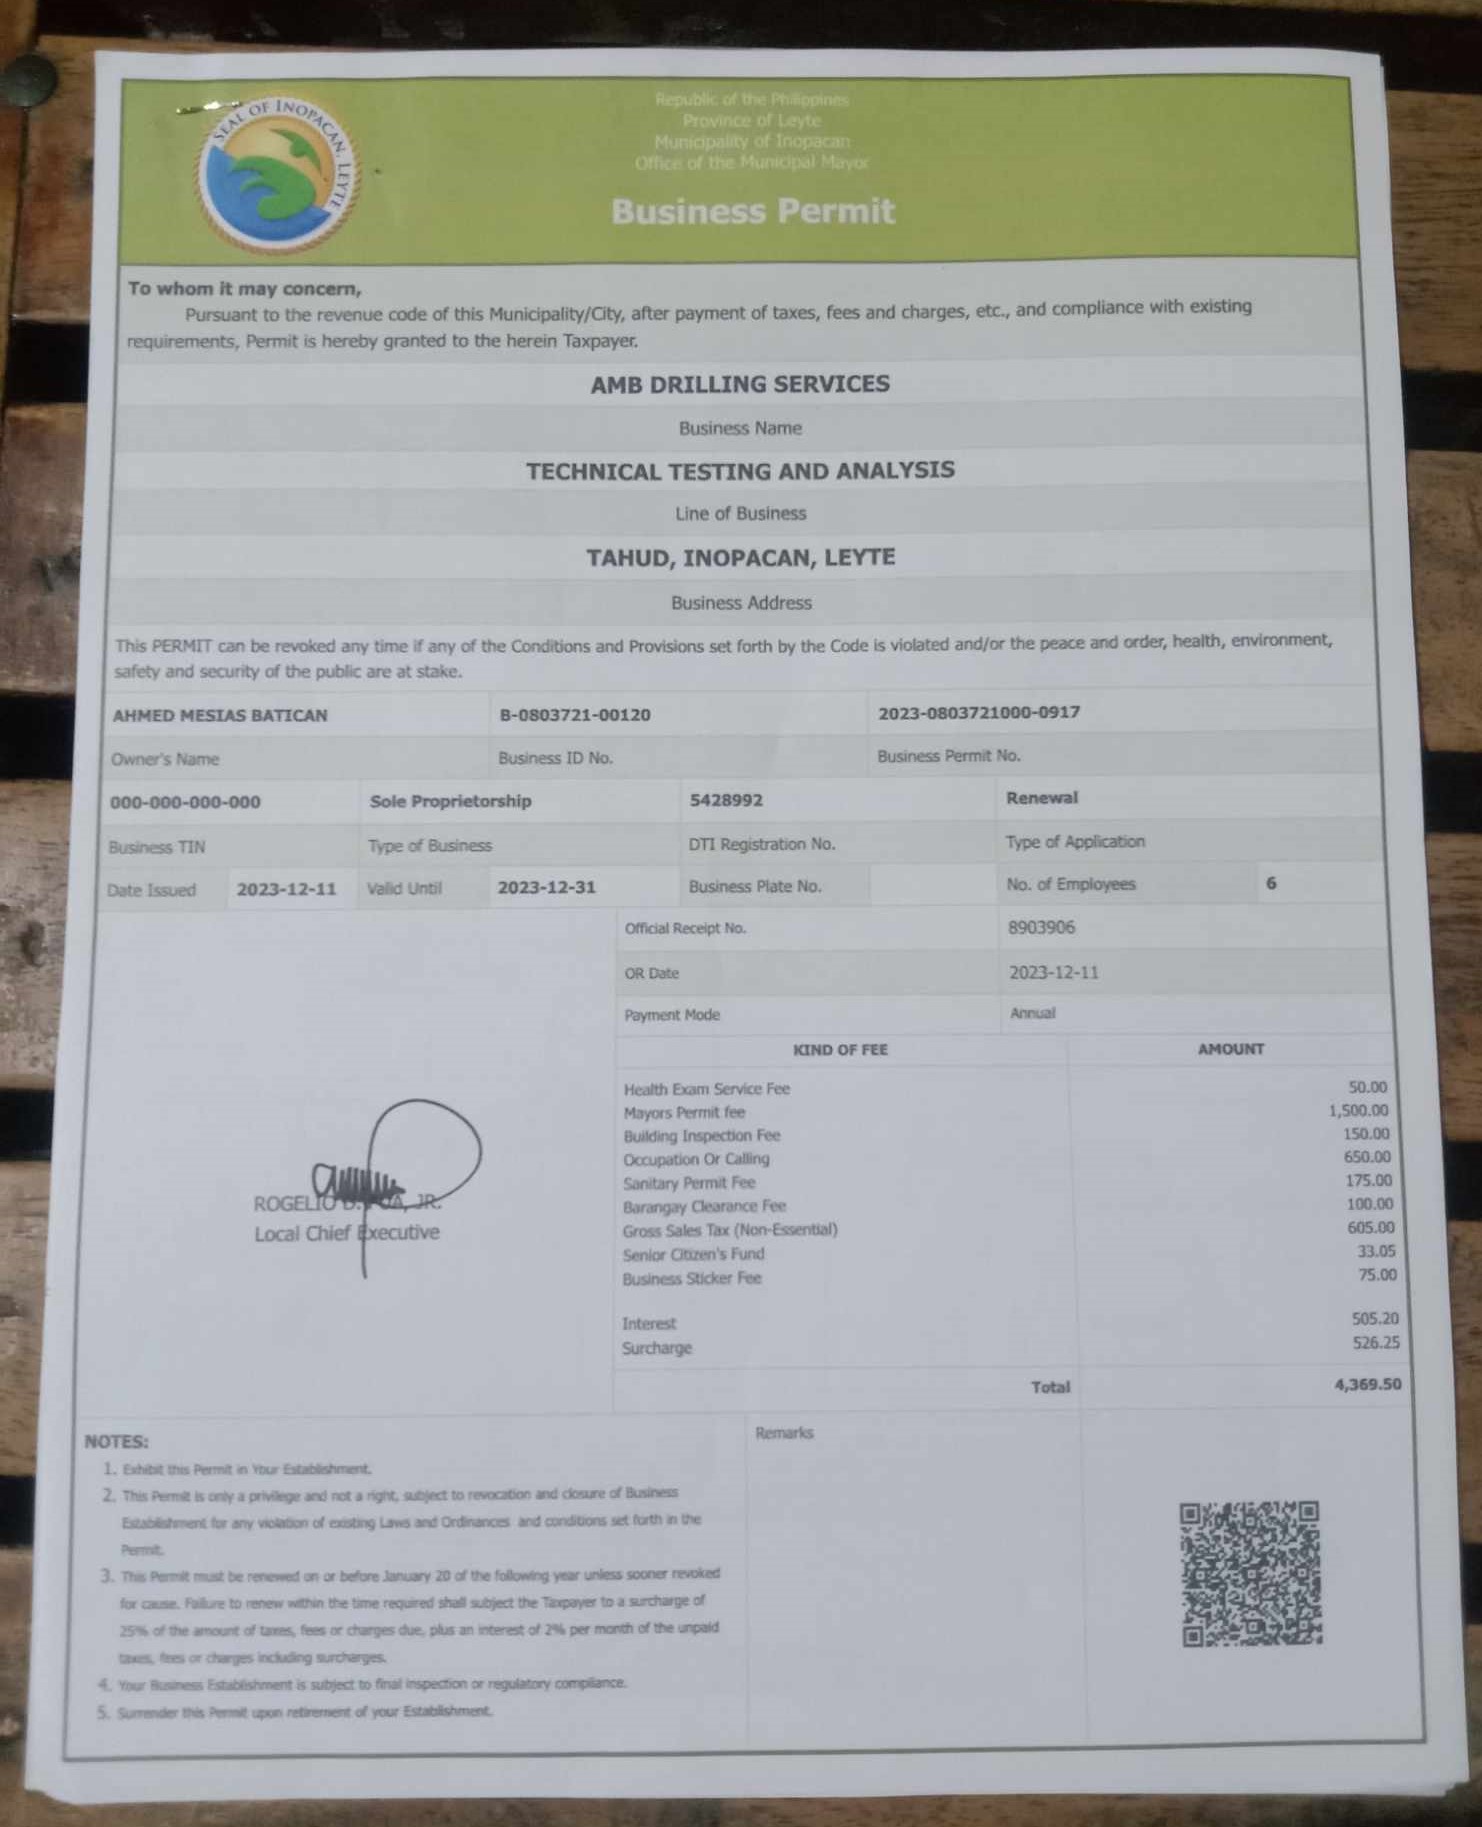 SEAL OF INOPACAN, LEYTE
Republic of the Philippines
Province of Leyte
Municipality of Inopacan
Office of the Municipal Mayor
Business Permit
To whom it may concern,
Pursuant to the revenue code of this Municipality/City, after payment of taxes, fees and charges, etc., and compliance with existing
requirements, Permit is hereby granted to the herein Taxpayer.
AMB DRILLING SERVICES
Business Name
TECHNICAL TESTING AND ANALYSIS
Line of Business
TAHUD, INOPACAN, LEYTE
Business Address
This PERMIT can be revoked any time if any of the Conditions and Provisions set forth by the Code is violated and/or the peace and order, health, environment,
safety and security of the public are at stake.
AHMED MESIAS BATICAN B-0803721-00120 2023-0803721000-0917
Owner's Name Business ID No. Business Permit No.
000-000-000-000 Sole Proprietorship 5428992 Renewal
Business TIN Type of Business DTI Registration No. Type of Application
Date Issued 2023-12-11 Valid Until 2023-12-31 Business Plate No. No. of Employees 6
Official Receipt No. 8903906
OR Date 2023-12-11
Payment Mode Annual
KIND OF FEE AMOUNT
Health Exam Service Fee 50.00
Mayors Permit fee 1,500.00
Building Inspection Fee 150.00
Occupation Or Calling 650.00
Sanitary Permit Fee 175.00
Barangay Clearance Fee 100.00
Gross Sales Tax (Non-Essential) 605.00
Senior Citizen's Fund 33.05
Business Sticker Fee 75.00
Interest 505.20
Surcharge 526.25
Total 4,369.50
ROGELIO JR.
Local Chief Executive
NOTES:
1. Exhibit this Permit in Your Establishment.
2. This Permit is only a privilege and not a right, subject to revocation and closure of Business
Establishment for any violation of existing Laws and Ordinances and conditions set forth in the
Permit.
3. This Permit must be renewed on or before January 20 of the following year unless sooner revoked
for cause. Failure to renew within the time required shall subject the Taxpayer to a surcharge of
25% of the amount of taxes, fees or charges due, plus an interest of 2% per month of the unpaid
taxes, fees or charges including surcharges.
4. Your Business Establishment is subject to final inspection or regulatory compliance.
5. Surrender this Permit upon retirement of your Establishment.
Remarks